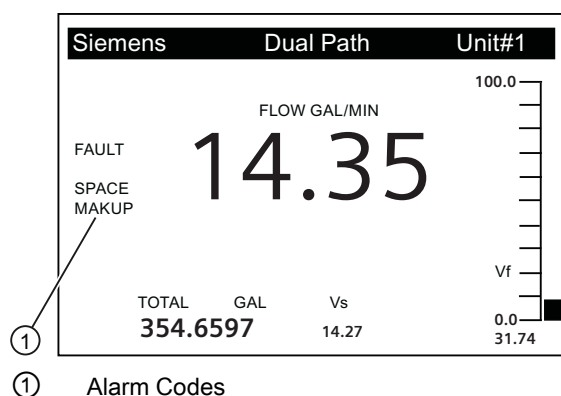 Siemens Dual Path Unit#1
100.0
FLOW GAL/MIN
14.35
FAULT
SPACE
MAKUP
Vf
TOTAL GAL Vs
354.6597 14.27
0.0
31.74
1
1 Alarm Codes